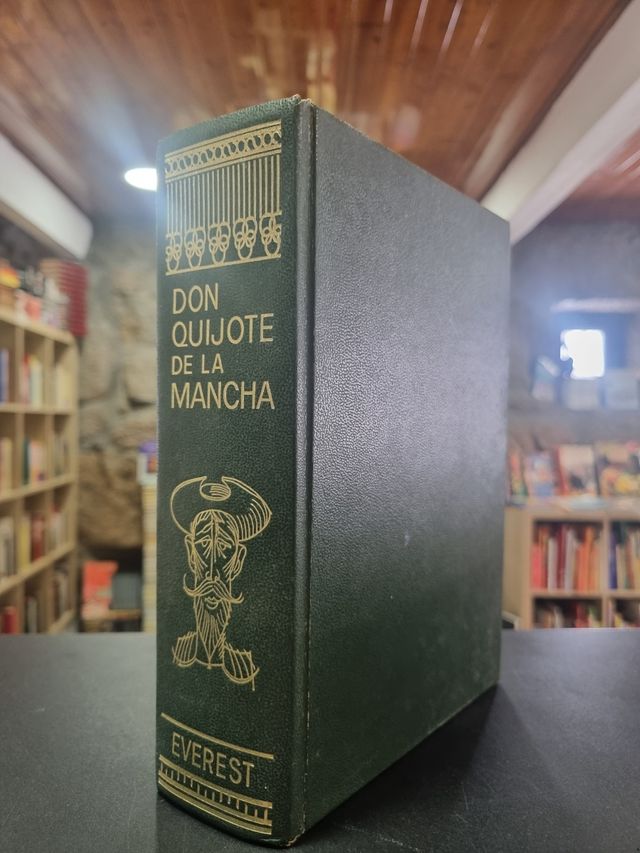 DON
QUIJOTE
DE LA
MANCHA
EVEREST